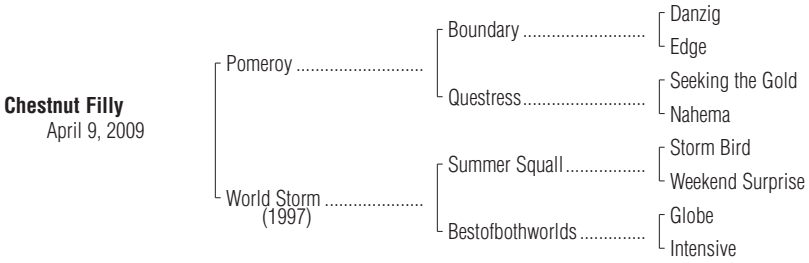 Danzig
Boundary ..........................
Edge
Pomeroy ...........................
Seeking the Gold
Questress..........................
Nahema
Chestnut Filly
April 9, 2009
Storm Bird
Summer Squall.................
Weekend Surprise
World Storm .....................
(1997)
Globe
Bestofbothworlds ..............
Intensive